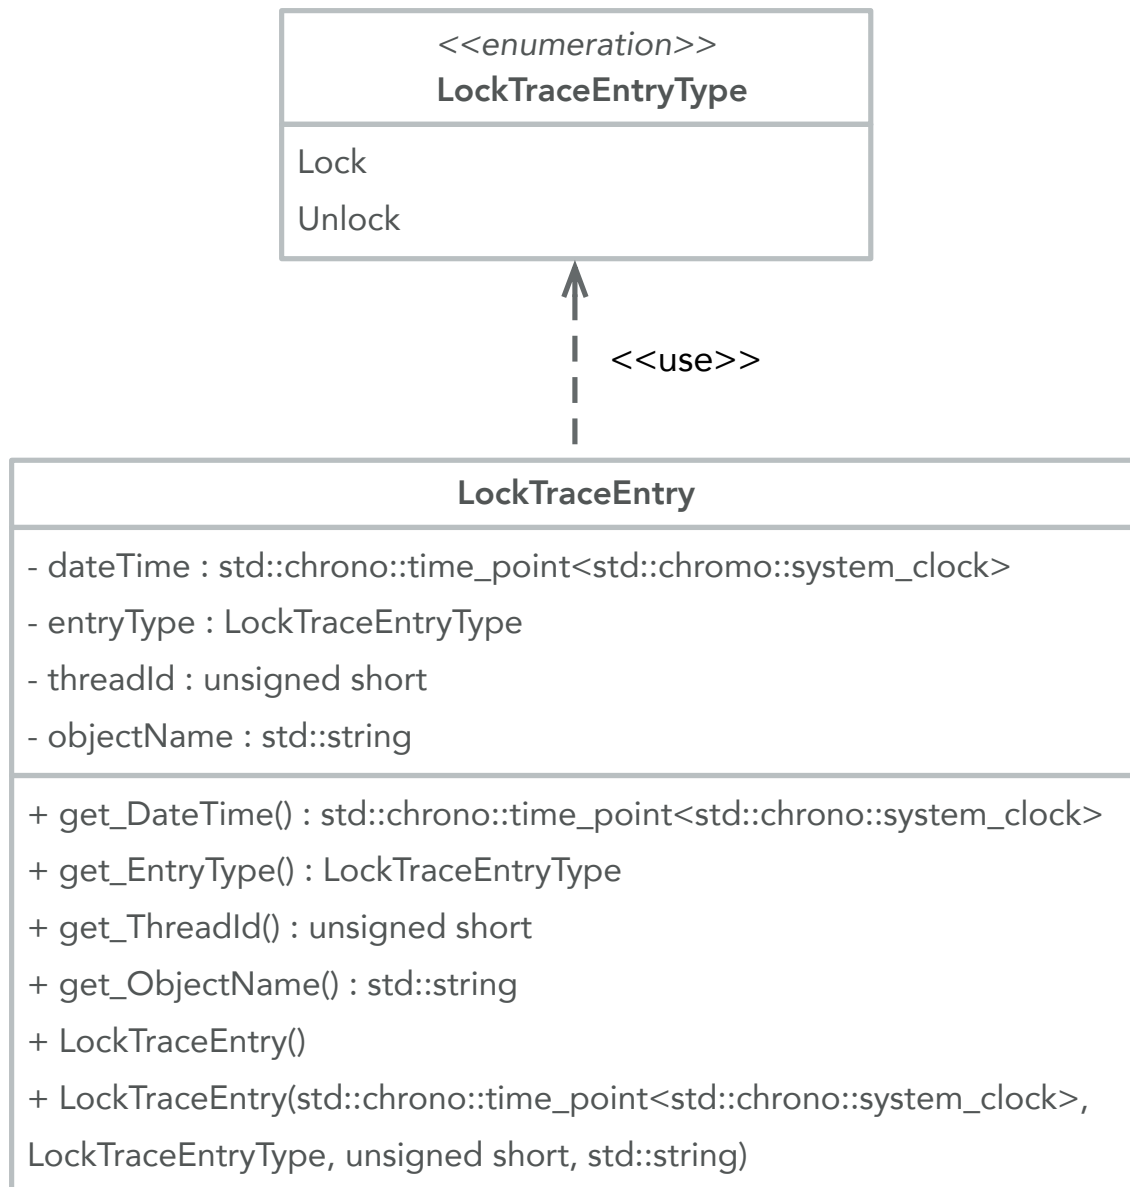 <<enumeration>>
LockTraceEntryType
Lock
Unlock
<<use>>
LockTraceEntry
- dateTime : std::chrono::time_point<std::chromo::system_clock>
- entryType : LockTraceEntryType
- threadId : unsigned short
- objectName : std::string
+ get_DateTime() : std::chrono::time_point<std::chrono::system_clock>
+ get_EntryType() : LockTraceEntryType
+ get_ThreadId() : unsigned short
+ get_ObjectName() : std::string
+ LockTraceEntry()
+ LockTraceEntry(std::chrono::time_point<std::chrono::system_clock>,
LockTraceEntryType, unsigned short, std::string)